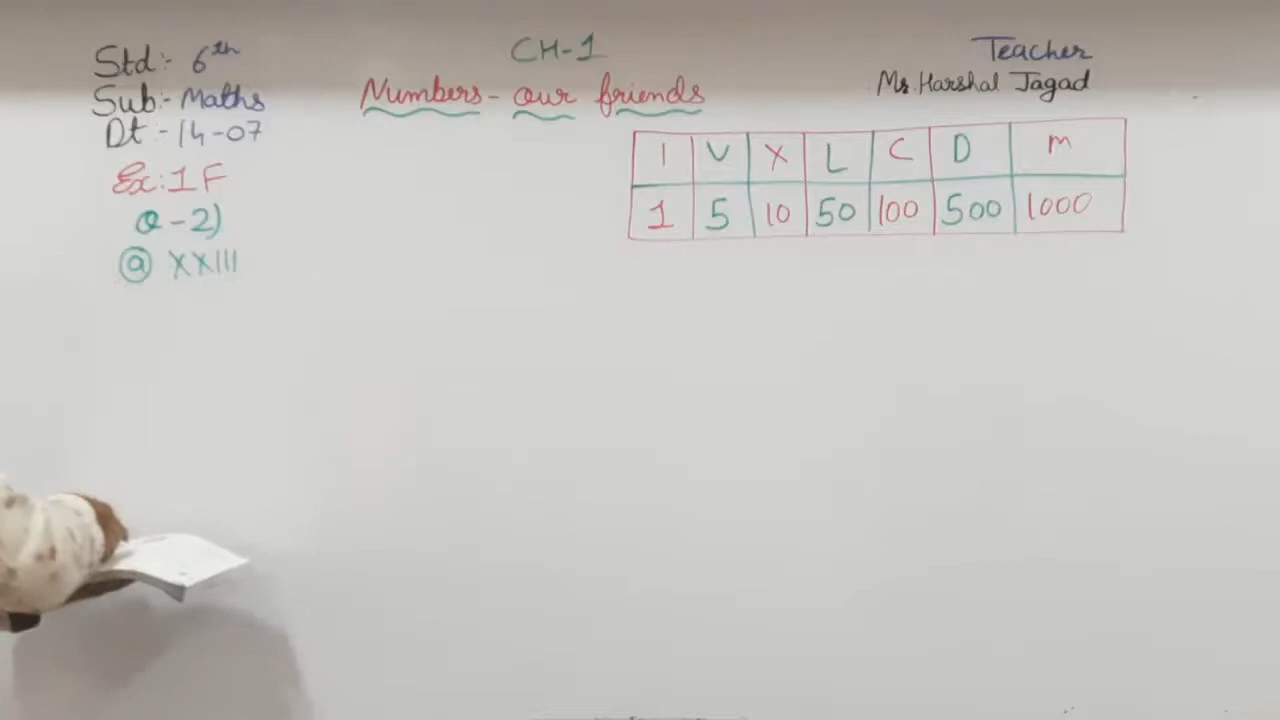 Std:- 6th
Sub:- Maths
Dt:- 14-07
Ex:1F
Q-2)
ⓐ XXIII
CH-1
Numbers- our friends
Teacher
Mr. Harshal Jagad
I V X L C D M
1 5 10 50 100 500 1000